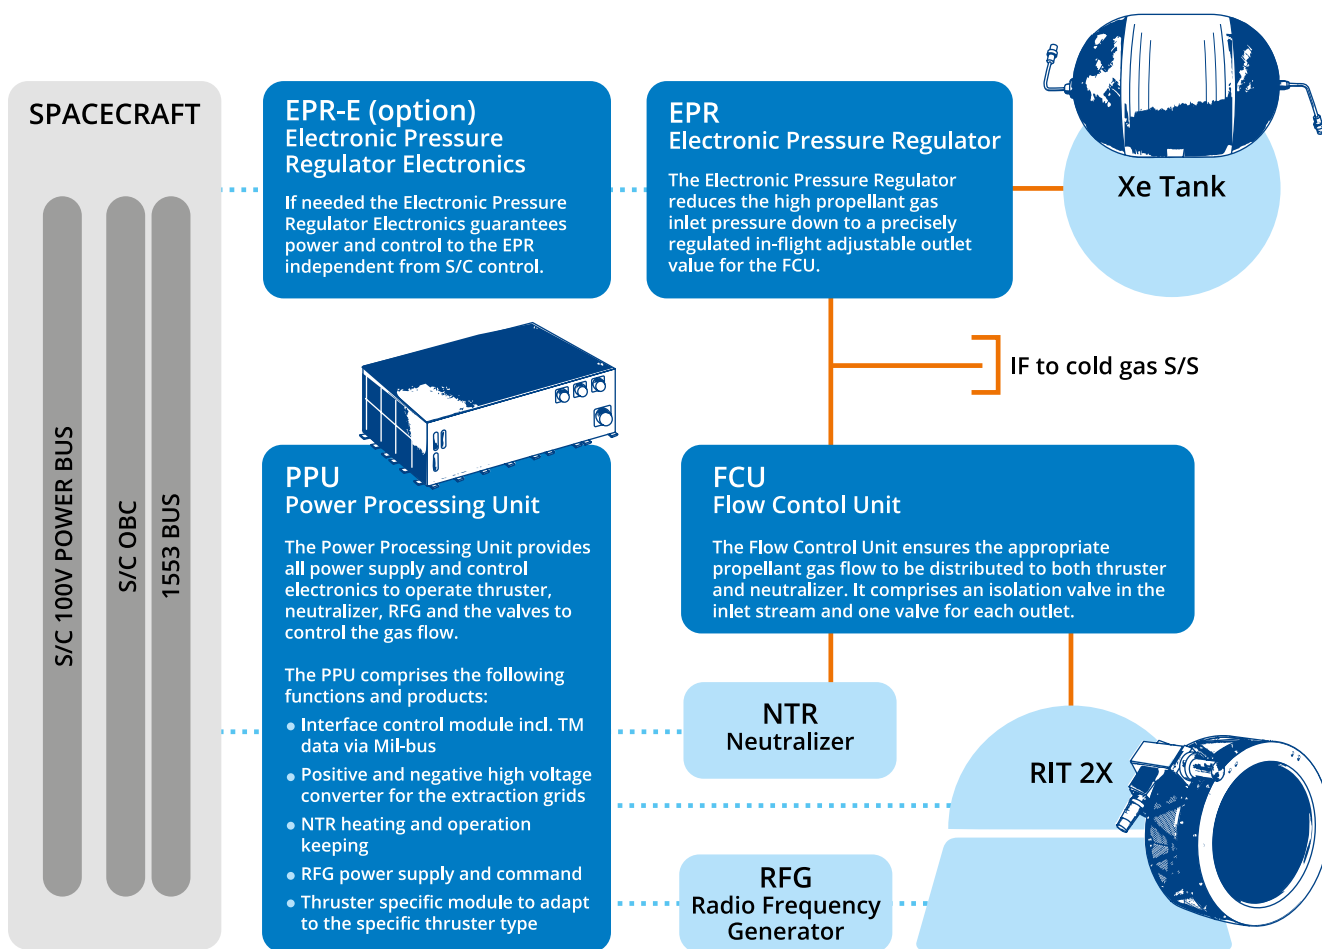 SPACECRAFT
S/C 100V POWER BUS
S/C OBC
1553 BUS
EPR-E (option)
Electronic Pressure
Regulator Electronics
If needed the Electronic Pressure
Regulator Electronics guarantees
power and control to the EPR
independent from S/C control.
EPR
Electronic Pressure Regulator
The Electronic Pressure Regulator
reduces the high propellant gas
inlet pressure down to a precisely
regulated in-flight adjustable outlet
value for the FCU.
Xe Tank
IF to cold gas S/S
PPU
Power Processing Unit
The Power Processing Unit provides
all power supply and control
electronics to operate thruster,
neutralizer, RFG and the valves to
control the gas flow.
The PPU comprises the following
functions and products:
• Interface control module incl. TM
data via Mil-bus
• Positive and negative high voltage
converter for the extraction grids
• NTR heating and operation
keeping
• RFG power supply and command
• Thruster specific module to adapt
to the specific thruster type
FCU
Flow Contol Unit
The Flow Control Unit ensures the appropriate
propellant gas flow to be distributed to both thruster
and neutralizer. It comprises an isolation valve in the
inlet stream and one valve for each outlet.
NTR
Neutralizer
RIT 2X
RFG
Radio Frequency
Generator